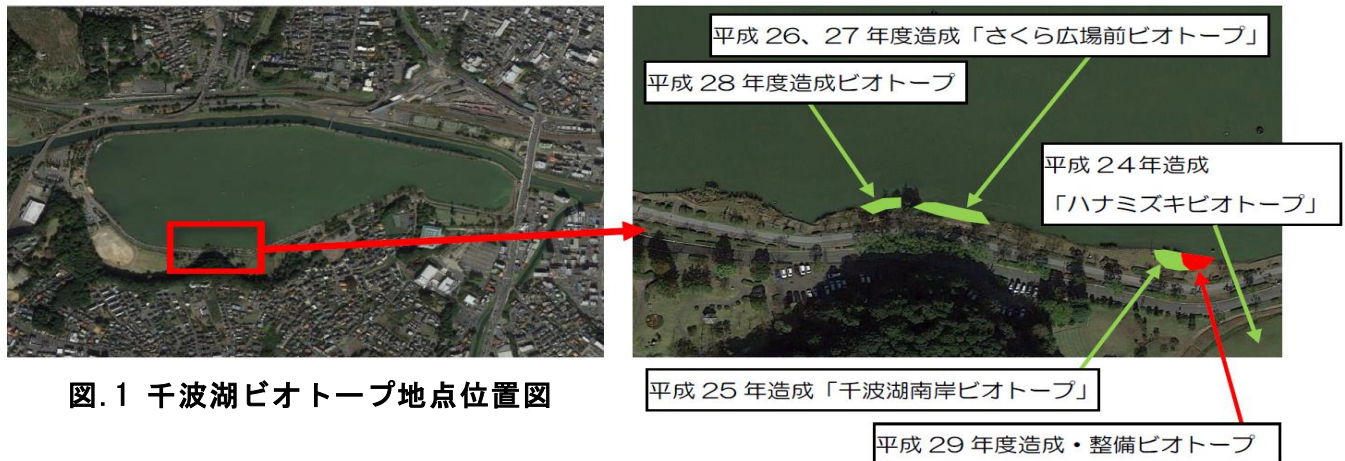 平成 26、27 年度造成「さくら広場前ビオトープ」
平成 28 年度造成ビオトープ
平成 24年造成
「ハナミズキビオトープ」
平成 25 年造成「千波湖南岸ビオトープ」
平成 29 年度造成・整備ビオトープ
図.1 千波湖ビオトープ地点位置図